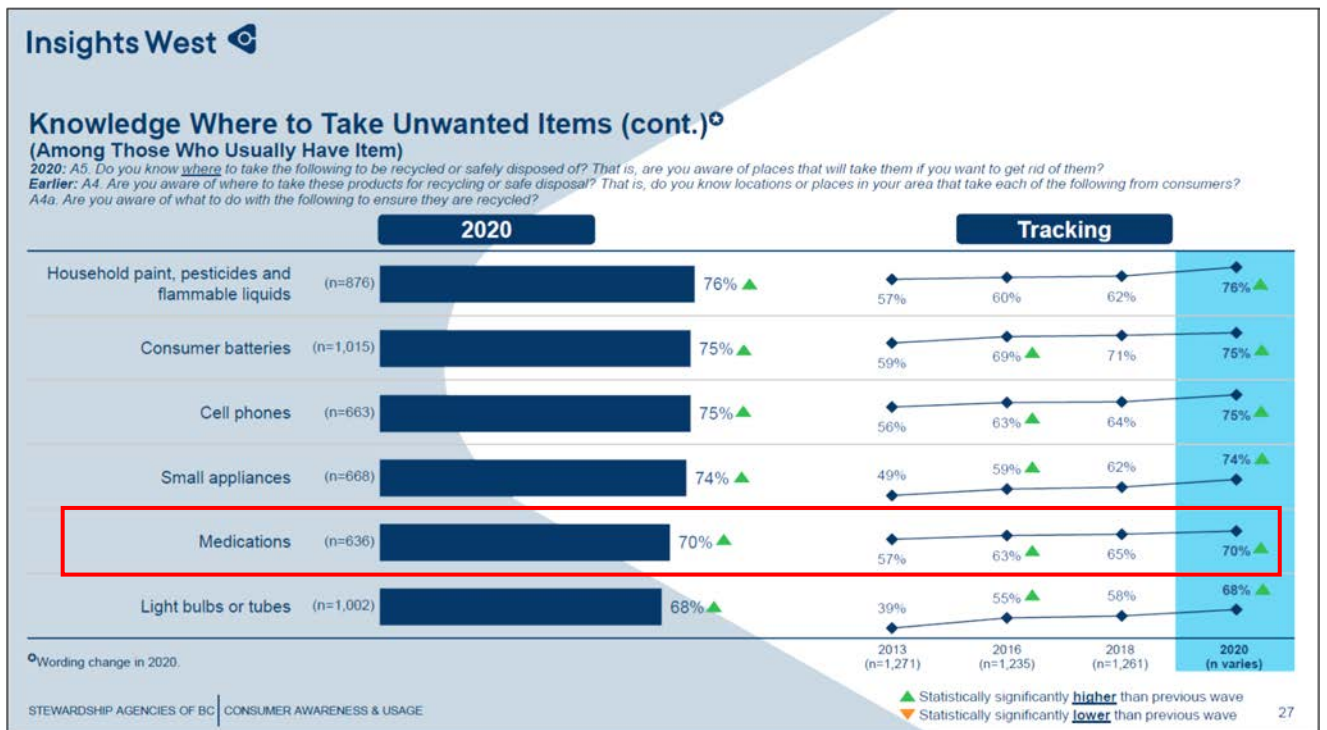 Insights West
Knowledge Where to Take Unwanted Items (cont.)✪
(Among Those Who Usually Have Item)
2020: A5. Do you know where to take the following to be recycled or safely disposed of? That is, are you aware of places that will take them if you want to get rid of them?
Earlier: A4. Are you aware of where to take these products for recycling or safe disposal? That is, do you know locations or places in your area that take each of the following from consumers?
A4a. Are you aware of what to do with the following to ensure they are recycled?
2020 Tracking
Household paint, pesticides and
flammable liquids (n=876) 76% 57% 60% 62% 76%
Consumer batteries (n=1,015) 75% 59% 69% 71% 75%
Cell phones (n=663) 75% 56% 63% 64% 75%
Small appliances (n=668) 74% 49% 59% 62% 74%
Medications (n=636) 70% 57% 63% 65% 70%
Light bulbs or tubes (n=1,002) 68% 39% 55% 58% 68%
2013 2016 2018 2020
(n=1,271) (n=1,235) (n=1,261) (n varies)
✪Wording change in 2020.
Statistically significantly higher than previous wave
Statistically significantly lower than previous wave
STEWARDSHIP AGENCIES OF BC | CONSUMER AWARENESS & USAGE
27